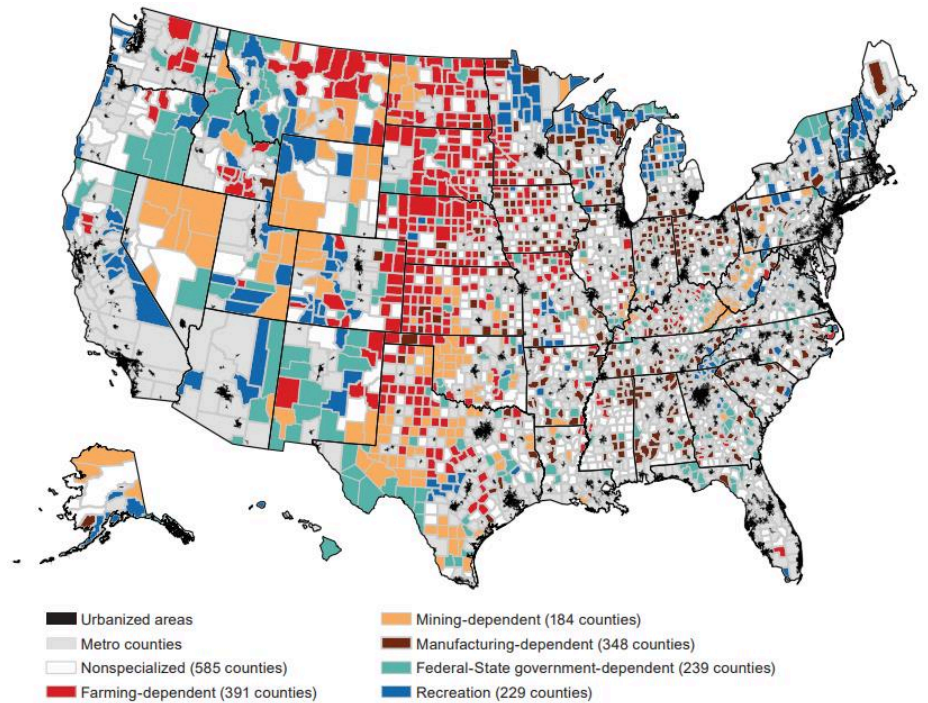 Urbanized areas
Metro counties
Nonspecialized (585 counties)
Farming-dependent (391 counties)
Mining-dependent (184 counties)
Manufacturing-dependent (348 counties)
Federal-State government-dependent (239 counties)
Recreation (229 counties)